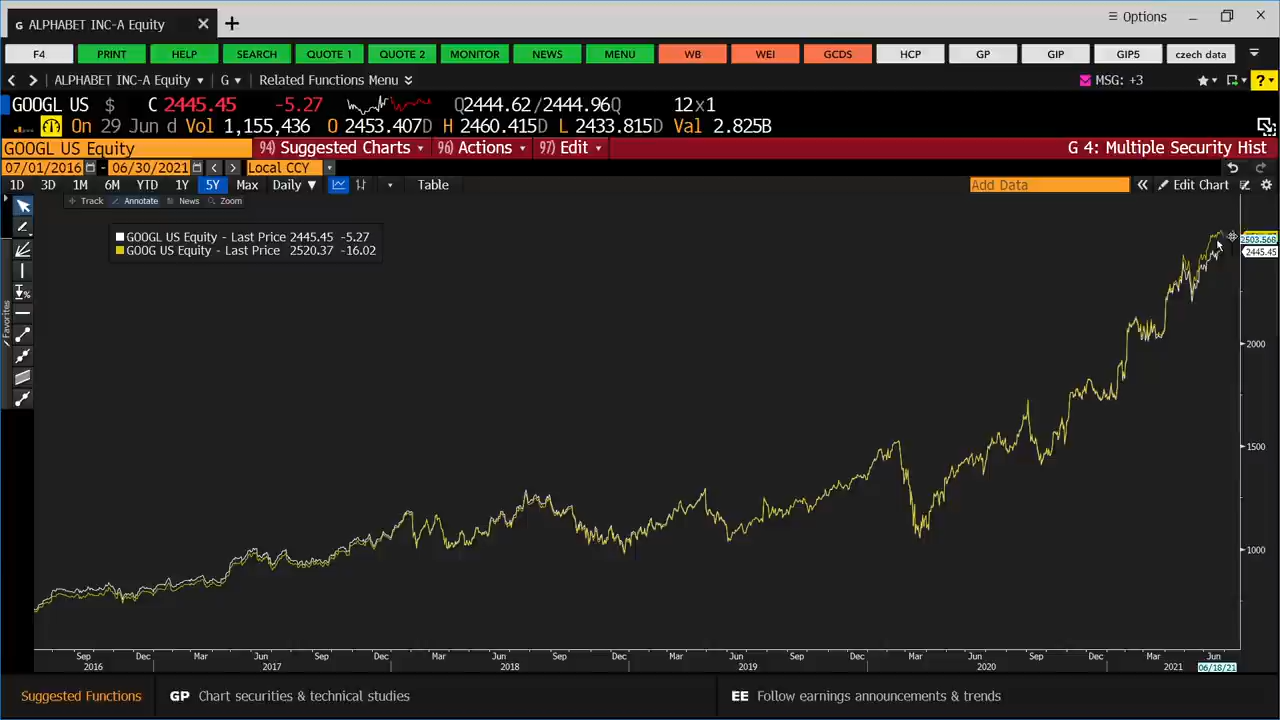 G ALPHABET INC-A Equity
Options
F4 PRINT HELP SEARCH QUOTE 1 QUOTE 2 MONITOR NEWS MENU WB WEI GCDS HCP GP GIP GIP5 czech data
ALPHABET INC-A Equity G Related Functions Menu MSG: +3 ?
GOOGL US $ C 2445.45 -5.27 Q2444.62/2444.96Q 12x1
On 29 Jun d Vol 1,155,436 O 2453.407D H 2460.415D L 2433.815D Val 2.825B
GOOGL US Equity 94) Suggested Charts 96) Actions 97) Edit G 4: Multiple Security Hist
07/01/2016 - 06/30/2021 Local CCY
1D 3D 1M 6M YTD 1Y 5Y Max Daily ▼ Table Add Data « Edit Chart
Track Annotate News Zoom
GOOGL US Equity - Last Price 2445.45 -5.27
GOOG US Equity - Last Price 2520.37 -16.02
2503.568
2445.45
Favorites
2000
1500
1000
Sep Dec Mar Jun Sep Dec Mar Jun Sep Dec Mar Jun Sep Dec Mar Jun Sep Dec Mar Jun
2016 2017 2018 2019 2020 2021 06/18/21
Suggested Functions GP Chart securities & technical studies EE Follow earnings announcements & trends